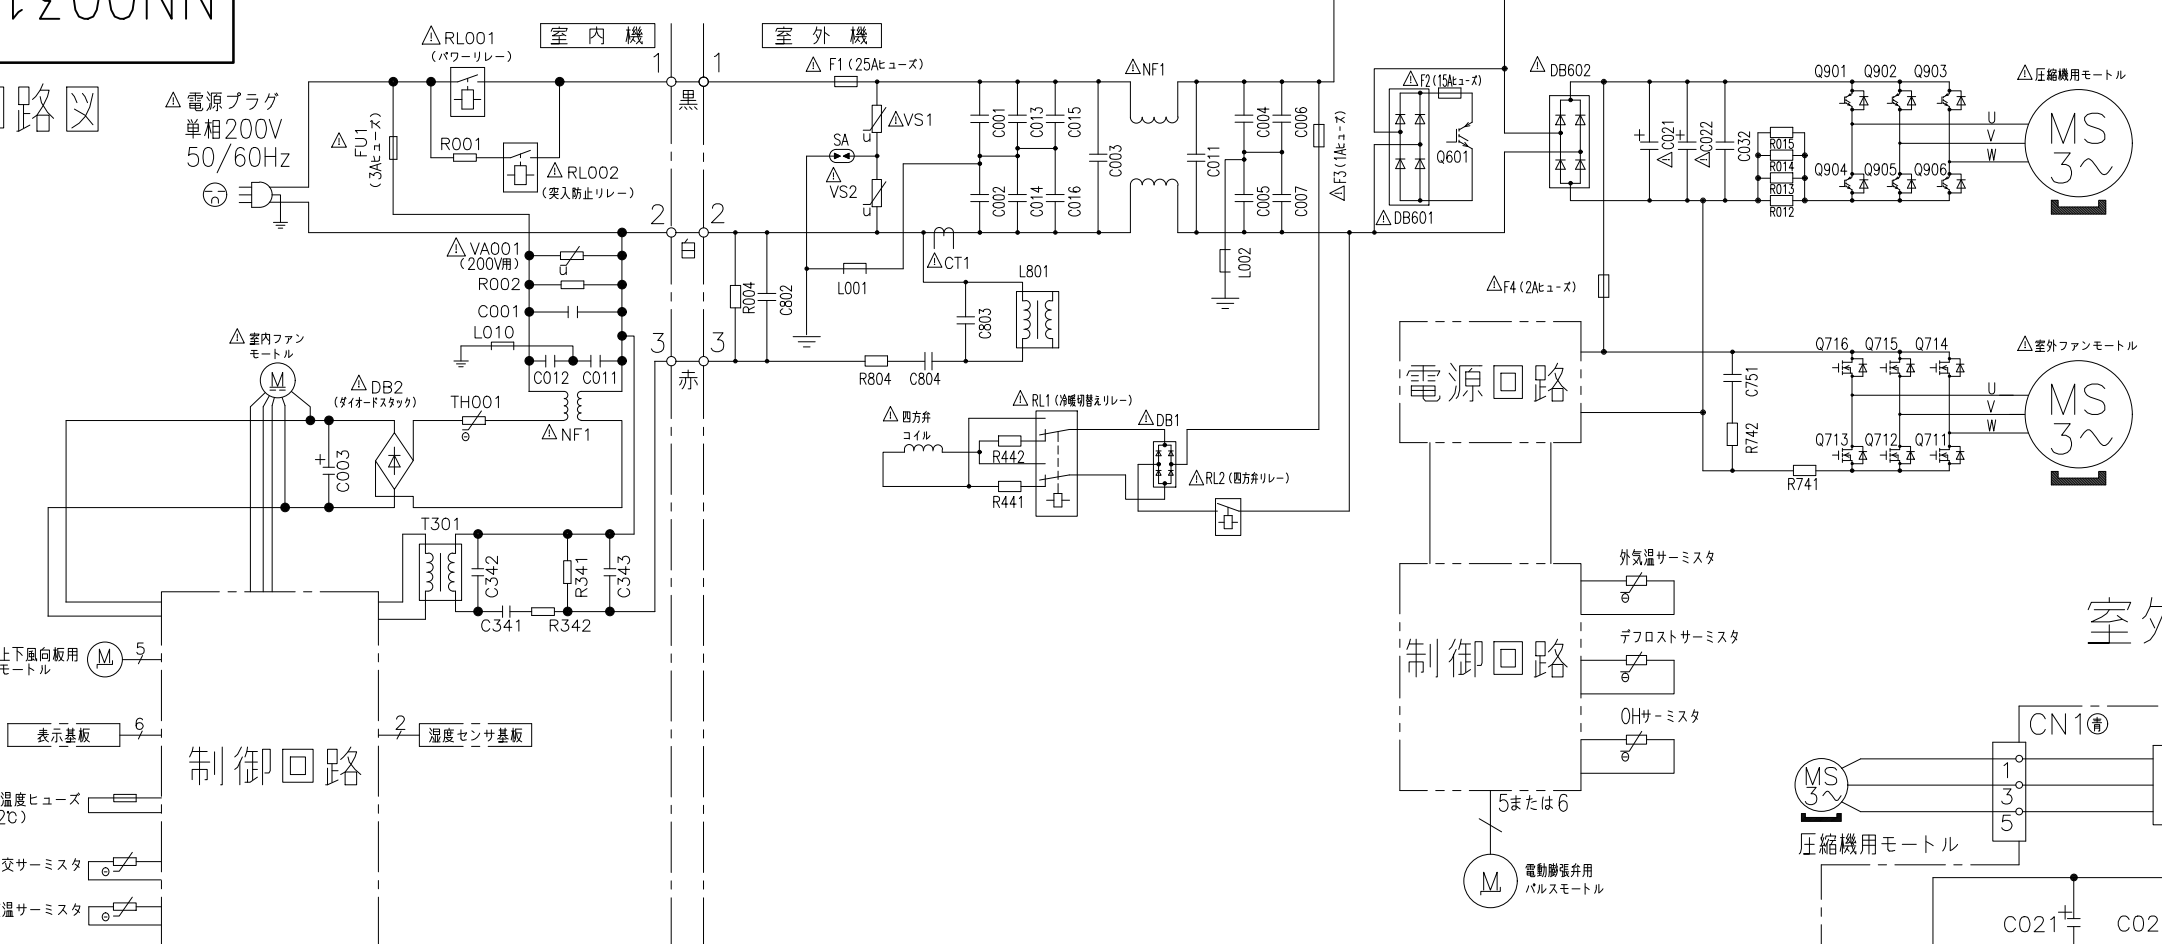 路図
⚠ 電源プラグ
単相200V
50/60Hz
⚠ RL001
(パワーリレー)
室内機
室外機
1
1
黒
⚠ FU1
(3Aヒューズ)
R001
⚠ RL002
(突入防止リレー)
2
2
白
⚠ VA001
(200V用)
u
R002
C001
L010
C012
C011
⚠ NF1
3
3
赤
⚠ 室内ファン
モートル
M
⚠ DB2
(ダイオードスタック)
TH001
θ
+
C003
T301
C342
R341
C343
C341
R342
上下風向板用
モートル
M
5
表示基板
6
制御回路
2
湿度センサ基板
温度ヒューズ
2℃)
交サーミスタ
θ
温サーミスタ
θ
⚠ F1 (25Aヒューズ)
SA
u
⚠VS1
⚠
VS2
u
C001
C013
C015
C002
C014
C016
C003
⚠NF1
C011
C004
C006
C005
C007
⚠F3 (1Aヒューズ)
L002
R004
C802
L001
⚠CT1
C803
L801
R804
C804
⚠ 四方弁
コイル
R442
R441
⚠ RL1 (冷暖切替えリレー)
⚠DB1
⚠RL2 (四方弁リレー)
⚠F2 (15Aヒューズ)
Q601
⚠DB601
⚠ DB602
+
⚠C021
+
⚠C022
C032
R015
R014
R013
R012
Q901
Q902
Q903
Q904
Q905
Q906
U
V
W
⚠圧縮機用モートル
MS
3～
⚠F4 (2Aヒューズ)
電源回路
C751
R742
R741
Q716
Q715
Q714
Q713
Q712
Q711
U
V
W
⚠室外ファンモートル
MS
3～
制御回路
外気温サーミスタ
θ
デフロストサーミスタ
θ
OHサーミスタ
θ
5または6
M
電動膨張弁用
パルスモートル
室外
CN1青
MS
3～
1
3
5
圧縮機用モートル
C021
+
C02